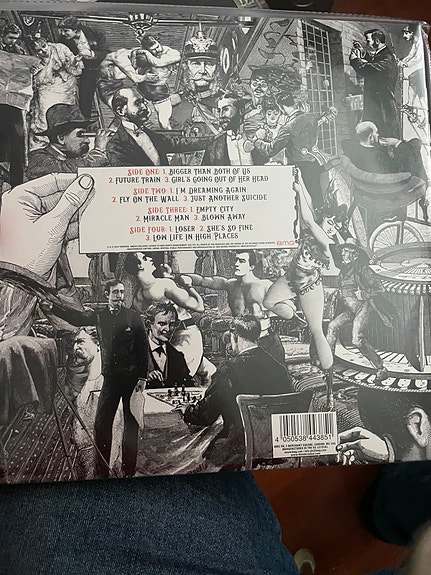 SIDE ONE 1. BIGGER THAN BOTH OF US
2. FUTURE TRAIN 3. GIRL'S GOING OUT OF HER HEAD
SIDE TWO 1. I'M DREAMING AGAIN
2. FLY ON THE WALL 3. JUST ANOTHER SUICIDE
SIDE THREE 1. EMPTY CITY
2. MIRACLE MAN 3. BLOWN AWAY
SIDE FOUR 1. LOSER 2. SHE'S SO FINE
3. LOW LIFE IN HIGH PLACES
BMG
4 050538 443851